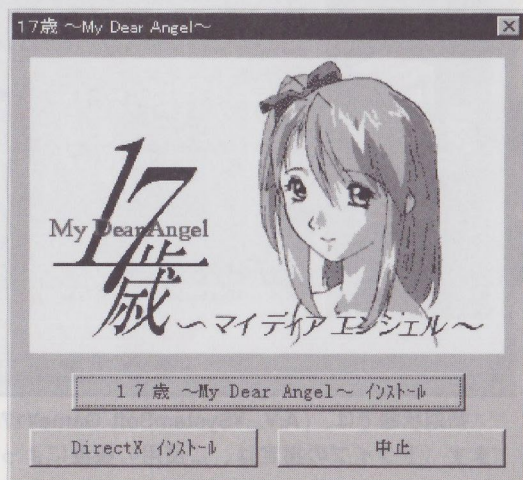 17歳 ～My Dear Angel～
17歳
My Dear Angel
～マイディア エンジェル～
17歳 ～My Dear Angel～ ｲﾝｽﾄｰﾙ
DirectX ｲﾝｽﾄｰﾙ
中止